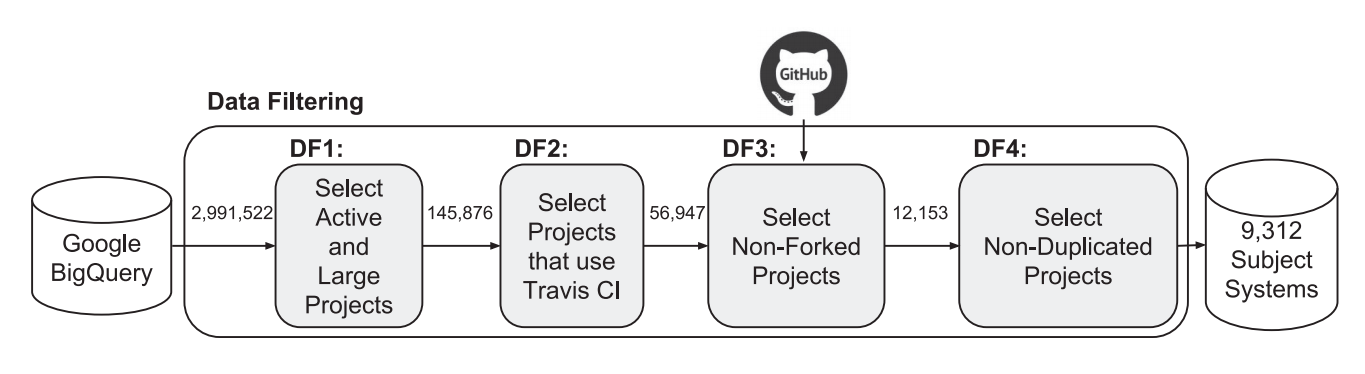 GitHub
Data Filtering
DF1:
DF2:
DF3:
DF4:
Google
BigQuery
2,991,522
Select
Active
and
Large
Projects
145,876
Select
Projects
that use
Travis CI
56,947
Select
Non-Forked
Projects
12,153
Select
Non-Duplicated
Projects
9,312
Subject
Systems